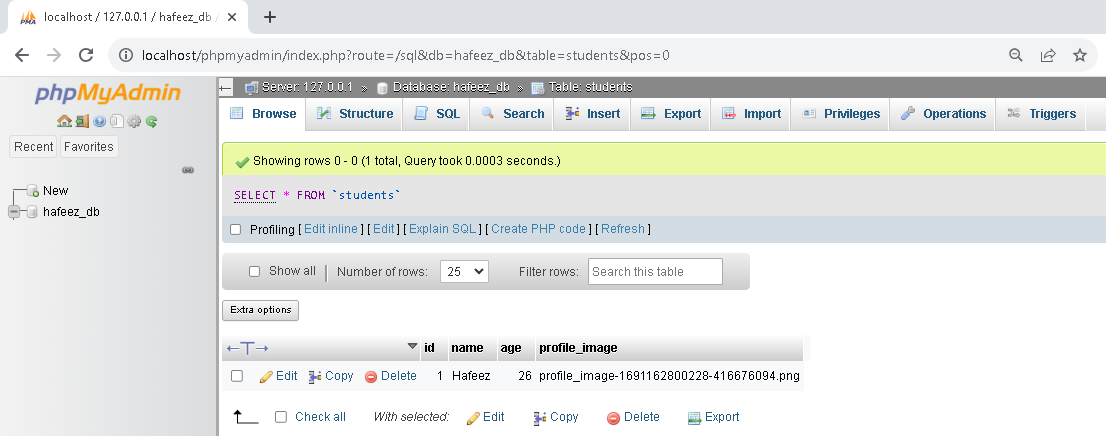 localhost / 127.0.0.1 / hafeez_db /
localhost/phpmyadmin/index.php?route=/sql&db=hafeez_db&table=students&pos=0
phpMyAdmin
Recent Favorites
New
hafeez_db
Server: 127.0.0.1 » Database: hafeez_db » Table: students
Browse Structure SQL Search Insert Export Import Privileges Operations Triggers
Showing rows 0 - 0 (1 total, Query took 0.0003 seconds.)
SELECT * FROM `students`
Profiling [ Edit inline ] [ Edit ] [ Explain SQL ] [ Create PHP code ] [ Refresh ]
Show all Number of rows: 25 Filter rows: Search this table
Extra options
←T→ id name age profile_image
Edit Copy Delete 1 Hafeez 26 profile_image-1691162800228-416676094.png
Check all With selected: Edit Copy Delete Export